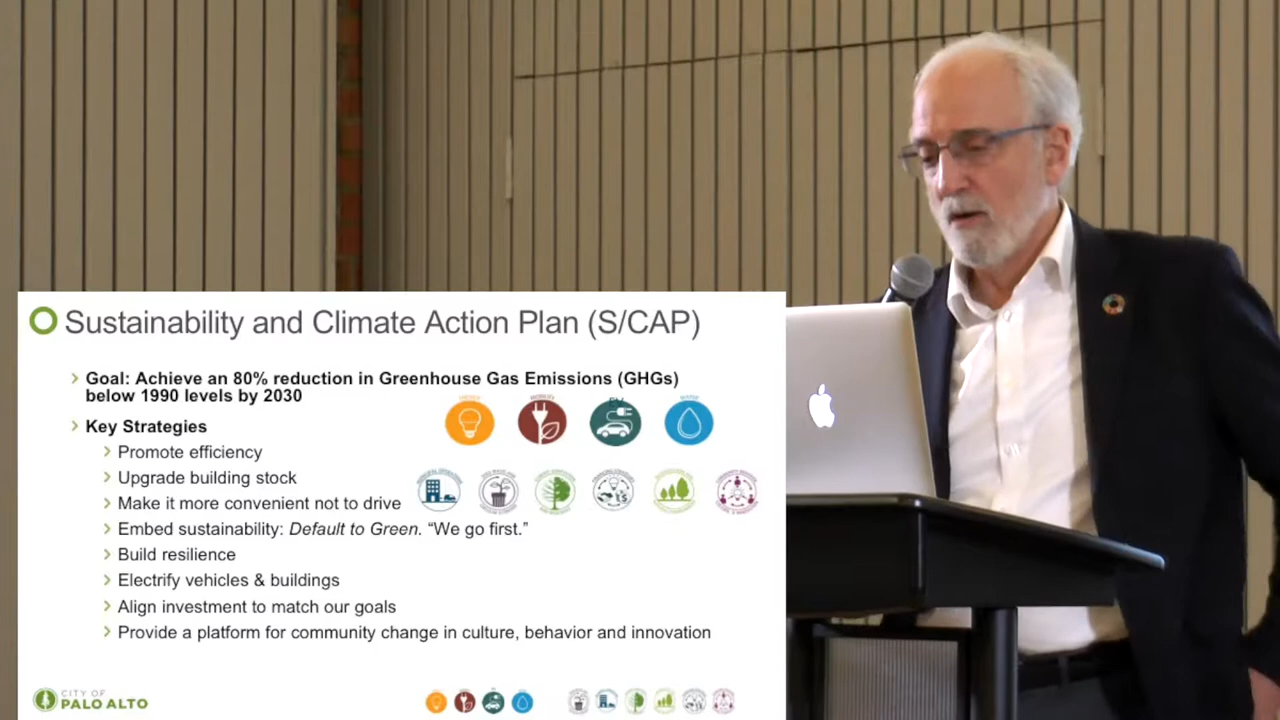 Sustainability and Climate Action Plan (S/CAP)
Goal: Achieve an 80% reduction in Greenhouse Gas Emissions (GHGs)
below 1990 levels by 2030
Key Strategies
Promote efficiency
Upgrade building stock
Make it more convenient not to drive
Embed sustainability: Default to Green. “We go first.”
Build resilience
Electrify vehicles & buildings
Align investment to match our goals
Provide a platform for community change in culture, behavior and innovation
CITY OF
PALO ALTO